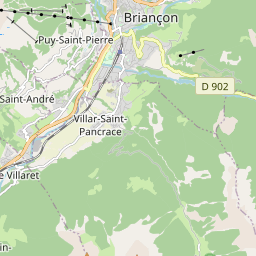 Briançon
Puy-Saint-Pierre
D 902
Saint-André
Villar-Saint-
Pancrace
e Villaret